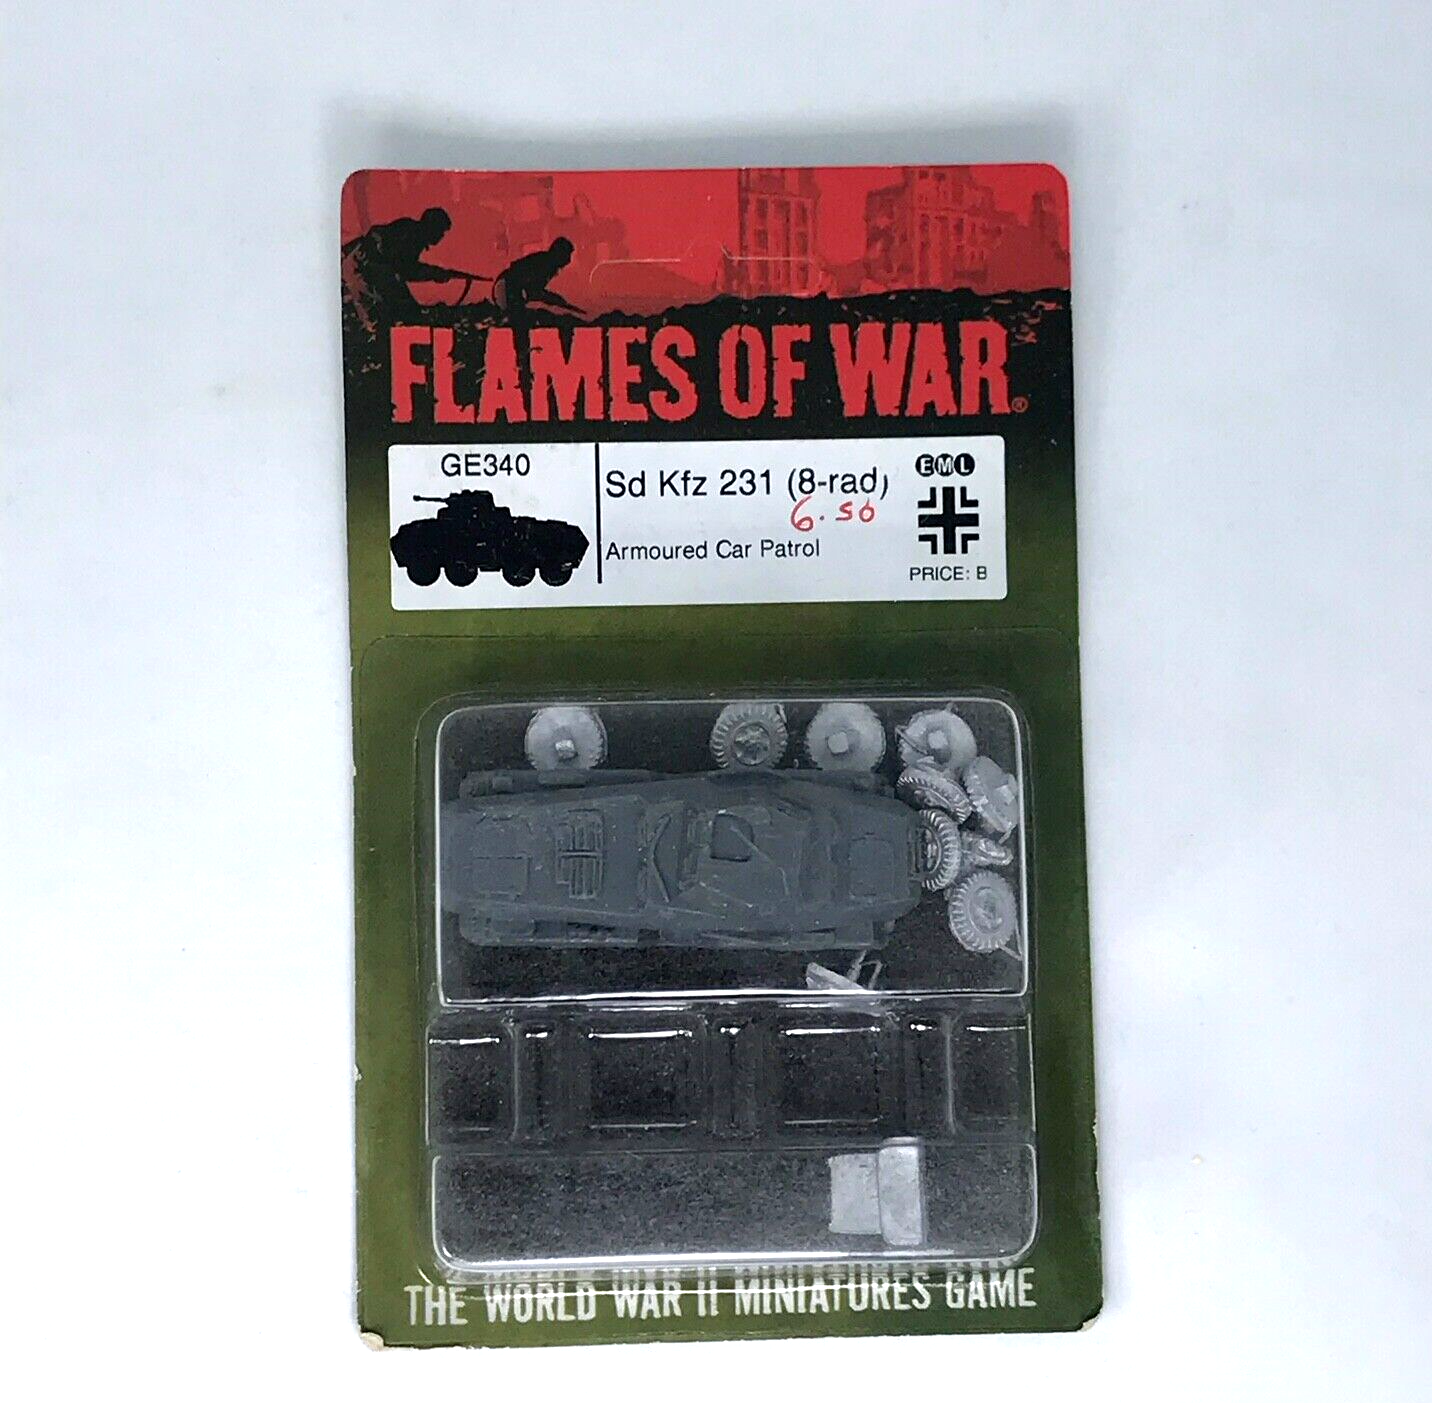 FLAMES OF WAR®
GE340
Sd Kfz 231 (8-rad)
6.50
Armoured Car Patrol
EML
PRICE: B
THE WORLD WAR II MINIATURES GAME